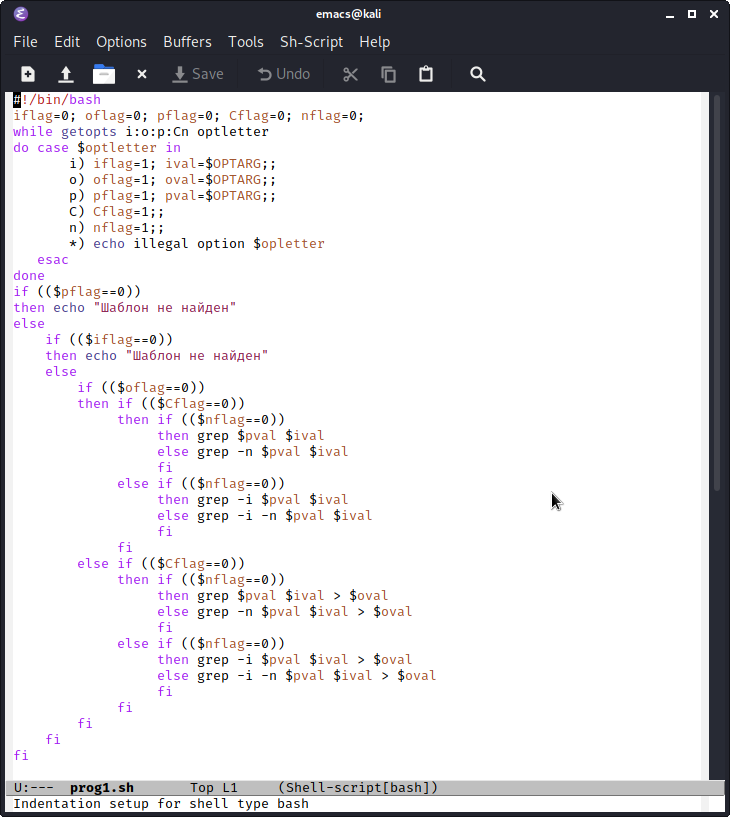 emacs@kali
File Edit Options Buffers Tools Sh-Script Help
Save Undo
#!/bin/bash
iflag=0; oflag=0; pflag=0; Cflag=0; nflag=0;
while getopts i:o:p:Cn optletter
do case $optletter in
       i) iflag=1; ival=$OPTARG;;
       o) oflag=1; oval=$OPTARG;;
       p) pflag=1; pval=$OPTARG;;
       C) Cflag=1;;
       n) nflag=1;;
       *) echo illegal option $opletter
   esac
done
if (($pflag==0))
then echo "Шаблон не найден"
else
    if (($iflag==0))
    then echo "Шаблон не найден"
    else
        if (($oflag==0))
        then if (($Cflag==0))
             then if (($nflag==0))
                  then grep $pval $ival
                  else grep -n $pval $ival
                  fi
             else if (($nflag==0))
                  then grep -i $pval $ival
                  else grep -i -n $pval $ival
                  fi
             fi
        else if (($Cflag==0))
             then if (($nflag==0))
                  then grep $pval $ival > $oval
                  else grep -n $pval $ival > $oval
                  fi
             else if (($nflag==0))
                  then grep -i $pval $ival > $oval
                  else grep -i -n $pval $ival > $oval
                  fi
             fi
        fi
    fi
fi
U:--- prog1.sh Top L1 (Shell-script[bash])
Indentation setup for shell type bash